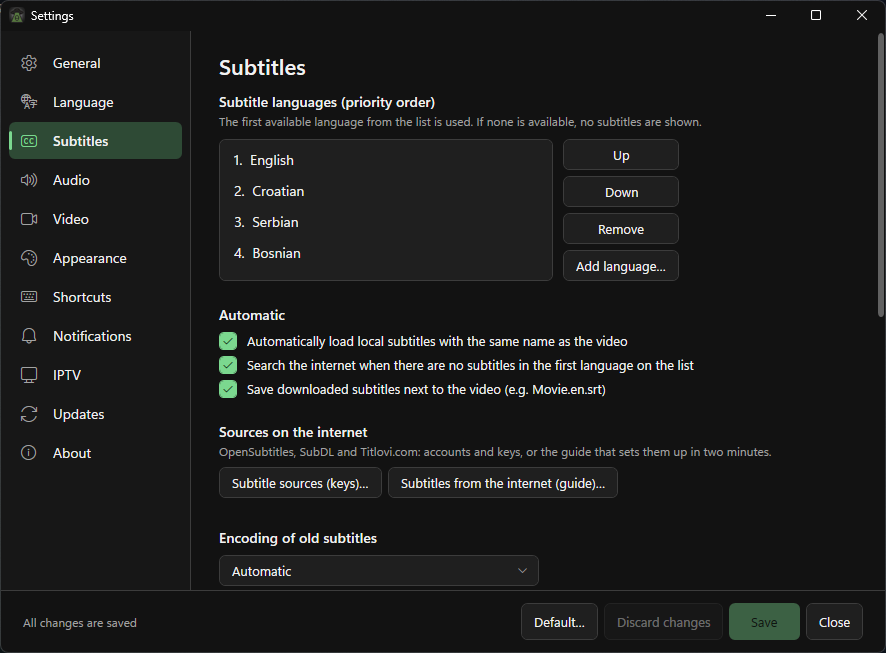 Settings
General
Language
Subtitles
Audio
Video
Appearance
Shortcuts
Notifications
IPTV
Updates
About
Subtitles
Subtitle languages (priority order)
The first available language from the list is used. If none is available, no subtitles are shown.
1. English
2. Croatian
3. Serbian
4. Bosnian
Up
Down
Remove
Add language...
Automatic
Automatically load local subtitles with the same name as the video
Search the internet when there are no subtitles in the first language on the list
Save downloaded subtitles next to the video (e.g. Movie.en.srt)
Sources on the internet
OpenSubtitles, SubDL and Titlovi.com: accounts and keys, or the guide that sets them up in two minutes.
Subtitle sources (keys)...
Subtitles from the internet (guide)...
Encoding of old subtitles
Automatic
All changes are saved
Default...
Discard changes
Save
Close